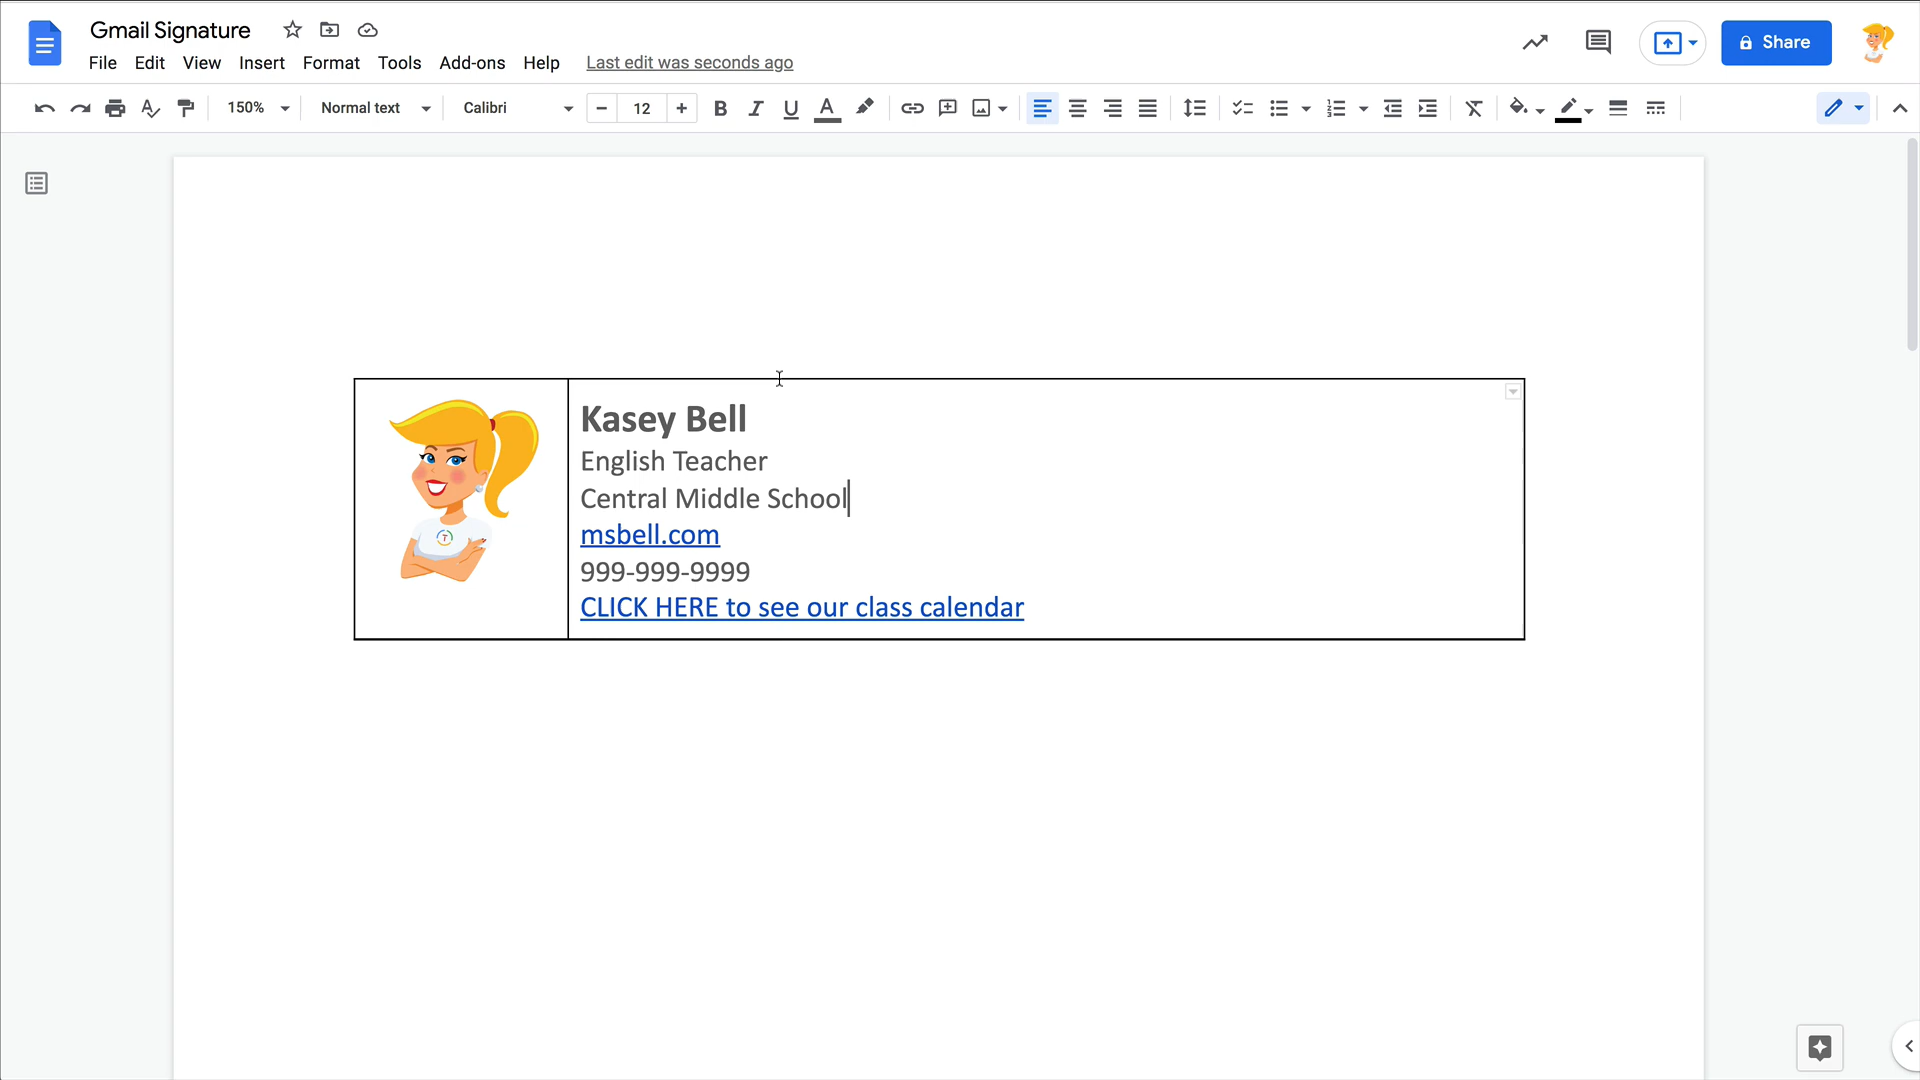 Gmail Signature
File Edit View Insert Format Tools Add-ons Help Last edit was seconds ago
Share
150% Normal text Calibri 12 B I U A
Kasey Bell
English Teacher
Central Middle School
msbell.com
999-999-9999
CLICK HERE to see our class calendar
T